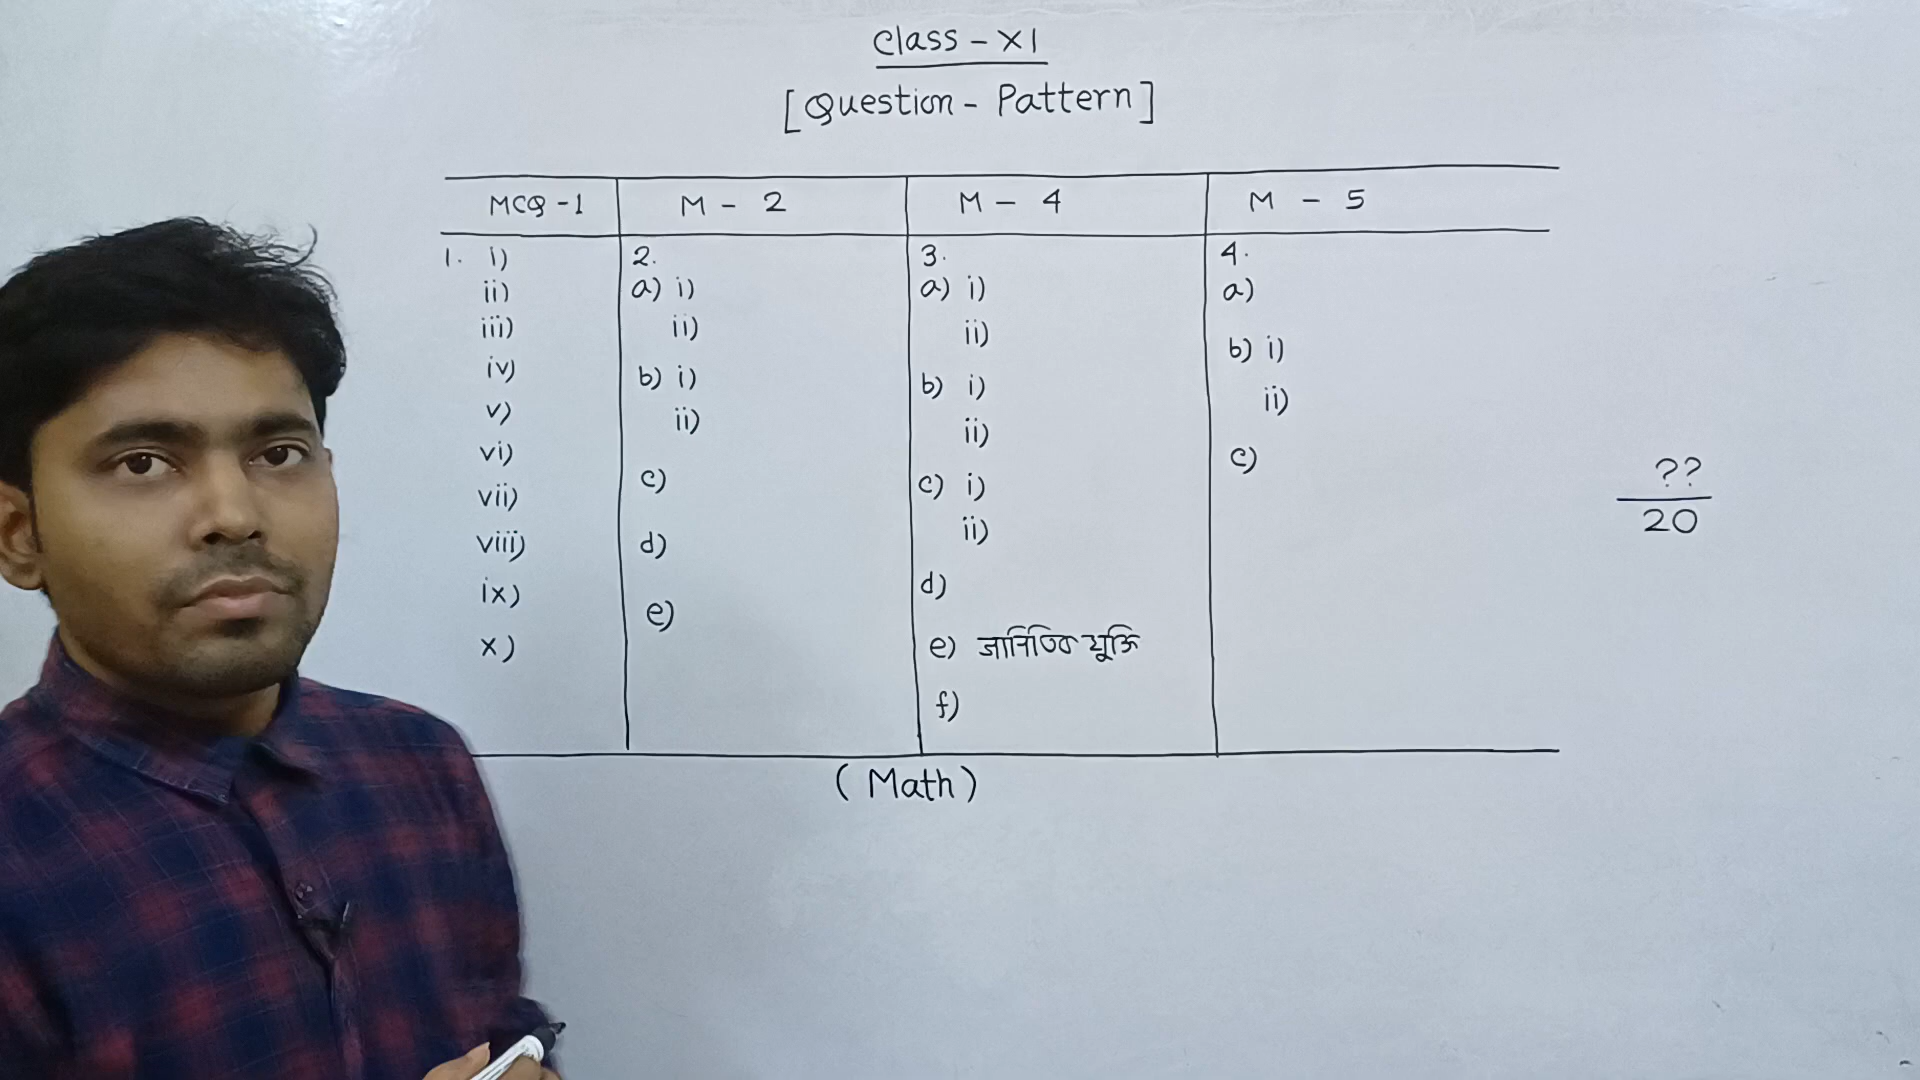 Class - XI
[Question - Pattern]
MCQ -1 M - 2 M - 4 M - 5
1. i)
ii)
iii)
iv)
v)
vi)
vii)
viii)
ix)
x)
2.
a) i)
ii)
b) i)
ii)
c)
d)
e)
3.
a) i)
ii)
b) i)
ii)
c) i)
ii)
d)
e) জ্যামিতিক যুক্তি
f)
4.
a)
b) i)
ii)
c)
??
20
(Math)